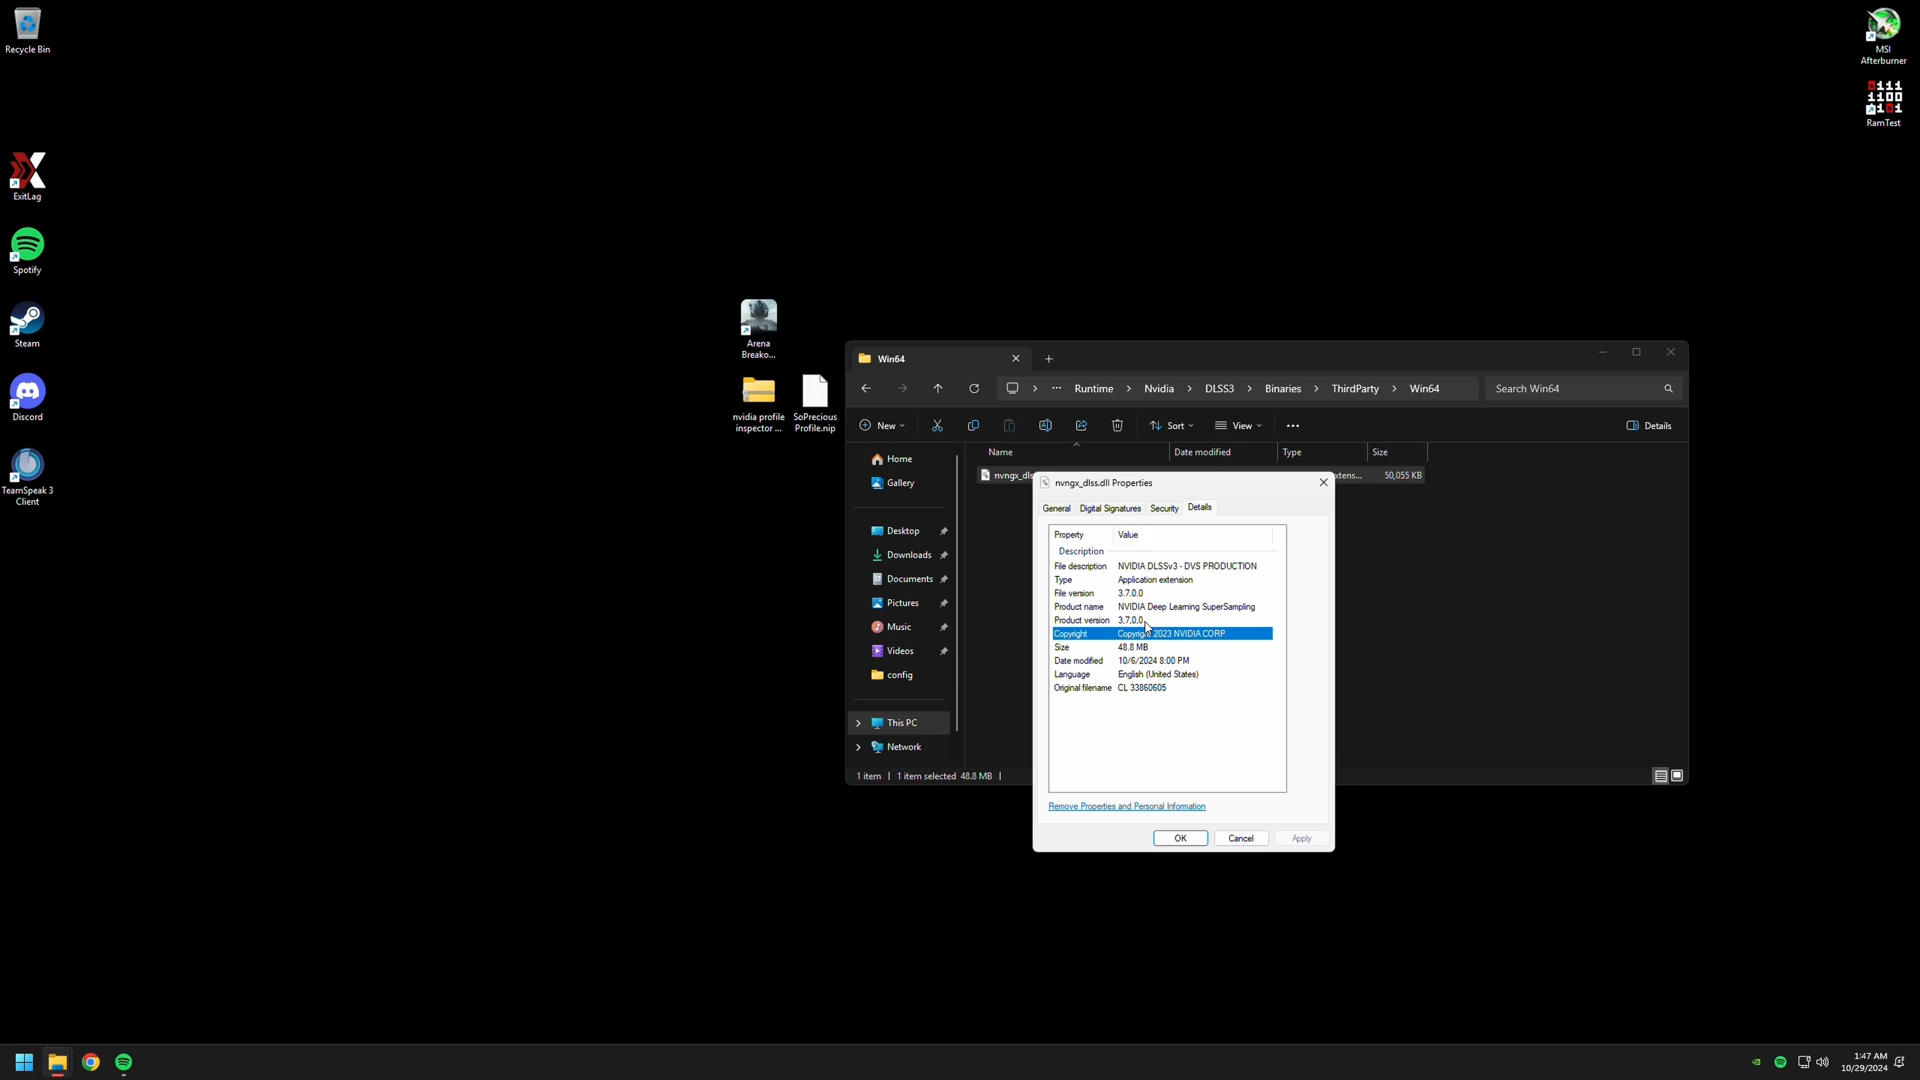 Recycle Bin
MSI
Afterburner
0111
1100
1101
RamTest
ExitLag
Spotify
Steam
Discord
TeamSpeak 3
Client
Arena
Breako...
nvidia profile
inspector ...
SoPrecious
Profile.nip
Win64
Runtime
Nvidia
DLSS3
Binaries
ThirdParty
Win64
Search Win64
New
Sort
View
Details
Name
Date modified
Type
Size
Home
Gallery
Desktop
Downloads
Documents
Pictures
Music
Videos
config
This PC
Network
nvngx_dls
xtens...
50,055 KB
nvngx_dlss.dll Properties
General
Digital Signatures
Security
Details
Property Value
Description
File description NVIDIA DLSSv3 - DVS PRODUCTION
Type Application extension
File version 3.7.0.0
Product name NVIDIA Deep Learning SuperSampling
Product version 3,7,0,0
Copyright 2023 NVIDIA CORP
Size 48.8 MB
Date modified 10/6/2024 8:00 PM
Language English (United States)
Original filename CL 33860605
Remove Properties and Personal Information
OK
Cancel
Apply
1 item
1 item selected 48.8 MB
1:47 AM
10/29/2024